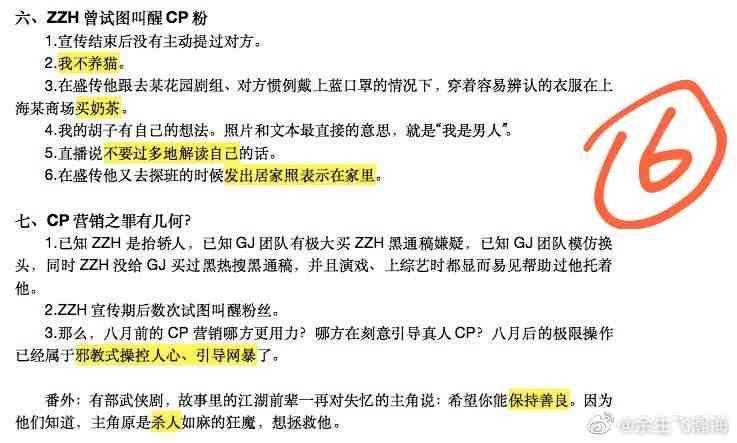 六、ZZH 曾试图叫醒 CP 粉
1.宣传结束后没有主动提过对方。
2.我不养猫。
3.在盛传他跟去某花园剧组、对方惯例戴上蓝口罩的情况下，穿着容易辨认的衣服在上
海某商场买奶茶。
4.我的胡子有自己的想法。照片和文本最直接的意思，就是“我是男人”。
5.直播说不要过多地解读自己的话。
6.在盛传他又去探班的时候发出居家照表示在家里。
16
七、CP 营销之罪有几何？
1.已知 ZZH 是抬轿人，已知 GJ 团队有极大买 ZZH 黑通稿嫌疑，已知 GJ 团队模仿换
头，同时 ZZH 没给 GJ 买过黑热搜黑通稿，并且演戏、上综艺时都显而易见帮助过他托着
他。
2.ZZH 宣传期后数次试图叫醒粉丝。
3.那么，八月前的 CP 营销哪方更用力？哪方在刻意引导真人 CP？八月后的极限操作
已经属于邪教式操控人心、引导网暴了。
番外：有部武侠剧，故事里的江湖前辈一再对失忆的主角说：希望你能保持善良。因为
他们知道，主角原是杀人如麻的狂魔，想拯救他。
@余生飞渤海